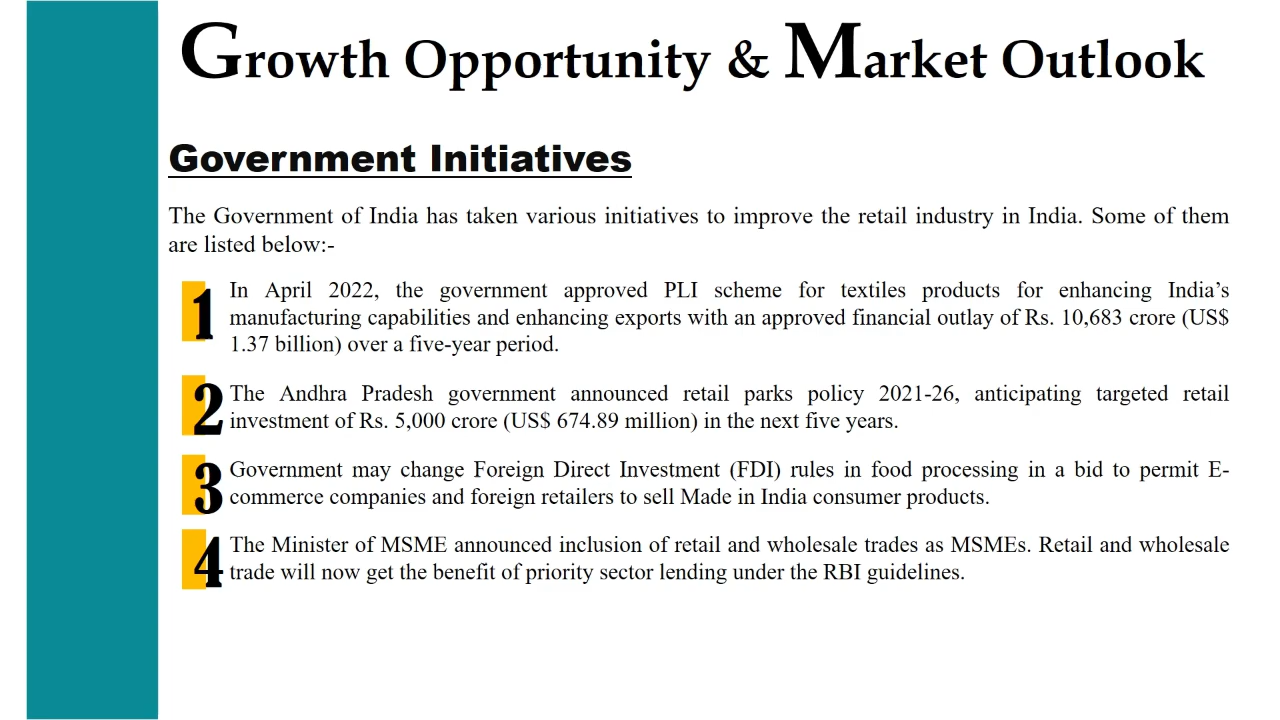 Growth Opportunity & Market Outlook
Government Initiatives
The Government of India has taken various initiatives to improve the retail industry in India. Some of them
are listed below:-
1
In April 2022, the government approved PLI scheme for textiles products for enhancing India's
manufacturing capabilities and enhancing exports with an approved financial outlay of Rs. 10,683 crore (US$
1.37 billion) over a five-year period.
2
The Andhra Pradesh government announced retail parks policy 2021-26, anticipating targeted retail
investment of Rs. 5,000 crore (US$ 674.89 million) in the next five years.
3
Government may change Foreign Direct Investment (FDI) rules in food processing in a bid to permit E-
commerce companies and foreign retailers to sell Made in India consumer products.
4
The Minister of MSME announced inclusion of retail and wholesale trades as MSMEs. Retail and wholesale
trade will now get the benefit of priority sector lending under the RBI guidelines.